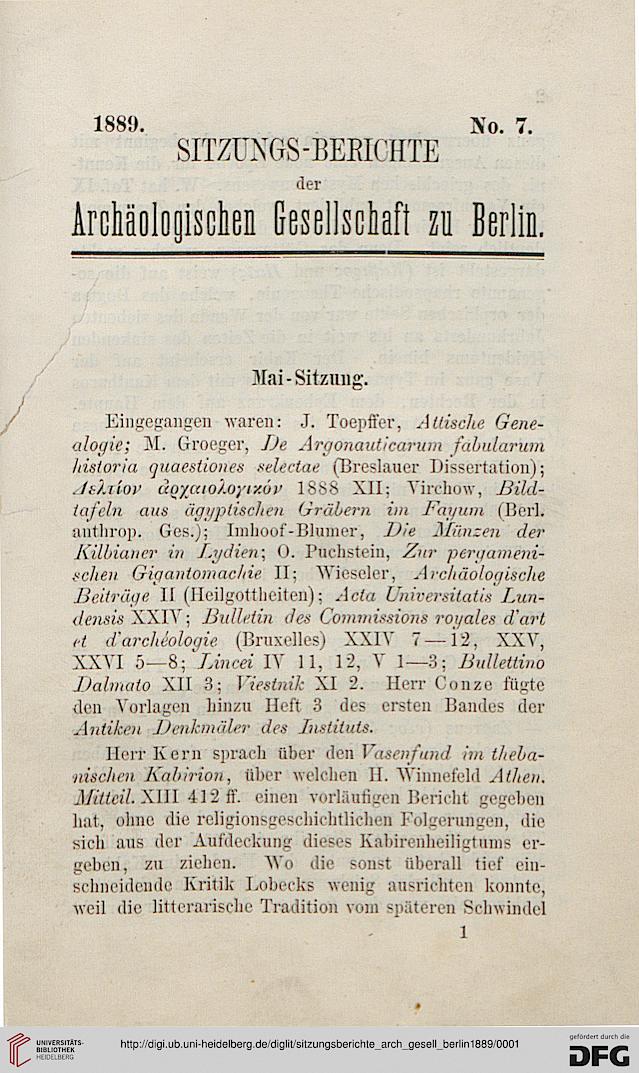 1889. No. 7.
SITZUNGS-BERICHTE
der
Archäologischen Gesellschaft zu Berlin.
Mai-Sitzung.
Eingegangen waren: J. Toepffer, Attische Gene-
alogie; M. Groeger, De Argonauticarum fabularum
historia quaestiones selectae (Breslauer Dissertation);
Δελτίον ἀρχαιολογικόν 1888 XII; Virchow, Bild-
tafeln aus ägyptischen Gräbern im Fayum (Berl.
anthrop. Ges.); Imhoof-Blumer, Die Münzen der
Kilbianer in Lydien; O. Puchstein, Zur pergameni-
schen Gigantomachie II; Wieseler, Archäologische
Beiträge II (Heilgottheiten); Acta Universitatis Lun-
densis XXIV; Bulletin des Commissions royales d'art
et d'archéologie (Bruxelles) XXIV 7—12, XXV,
XXVI 5—8; Lincei IV 11, 12, V 1—3; Bullettino
Dalmato XII 3; Viestnik XI 2. Herr Conze fügte
den Vorlagen hinzu Heft 3 des ersten Bandes der
Antiken Denkmäler des Instituts.
Herr Kern sprach über den Vasenfund im theba-
nischen Kabirion, über welchen H. Winnefeld Athen.
Mitteil. XIII 412 ff. einen vorläufigen Bericht gegeben
hat, ohne die religionsgeschichtlichen Folgerungen, die
sich aus der Aufdeckung dieses Kabirenheiligtums er-
geben, zu ziehen. Wo die sonst überall tief ein-
schneidende Kritik Lobecks wenig ausrichten konnte,
weil die litterarische Tradition vom späteren Schwindel
1
UNIVERSITÄTS-
BIBLIOTHEK
HEIDELBERG
http://digi.ub.uni-heidelberg.de/diglit/sitzungsberichte_arch_gesell_berlin1889/0001
gefördert durch die
DFG